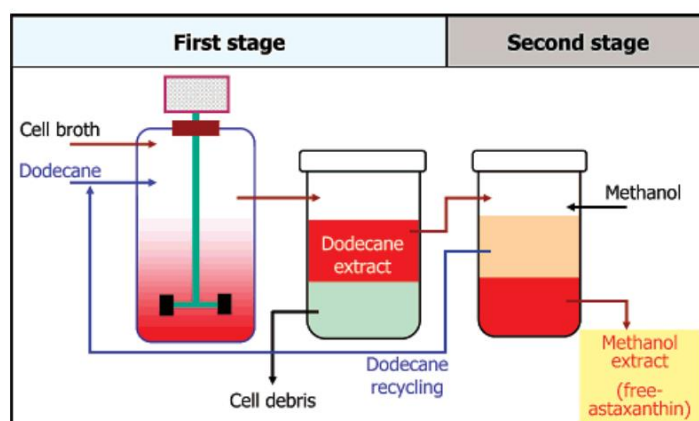 First stage
Second stage
Cell broth
Dodecane
Dodecane
extract
Methanol
Dodecane
recycling
Cell debris
Methanol
extract
(free-
astaxanthin)